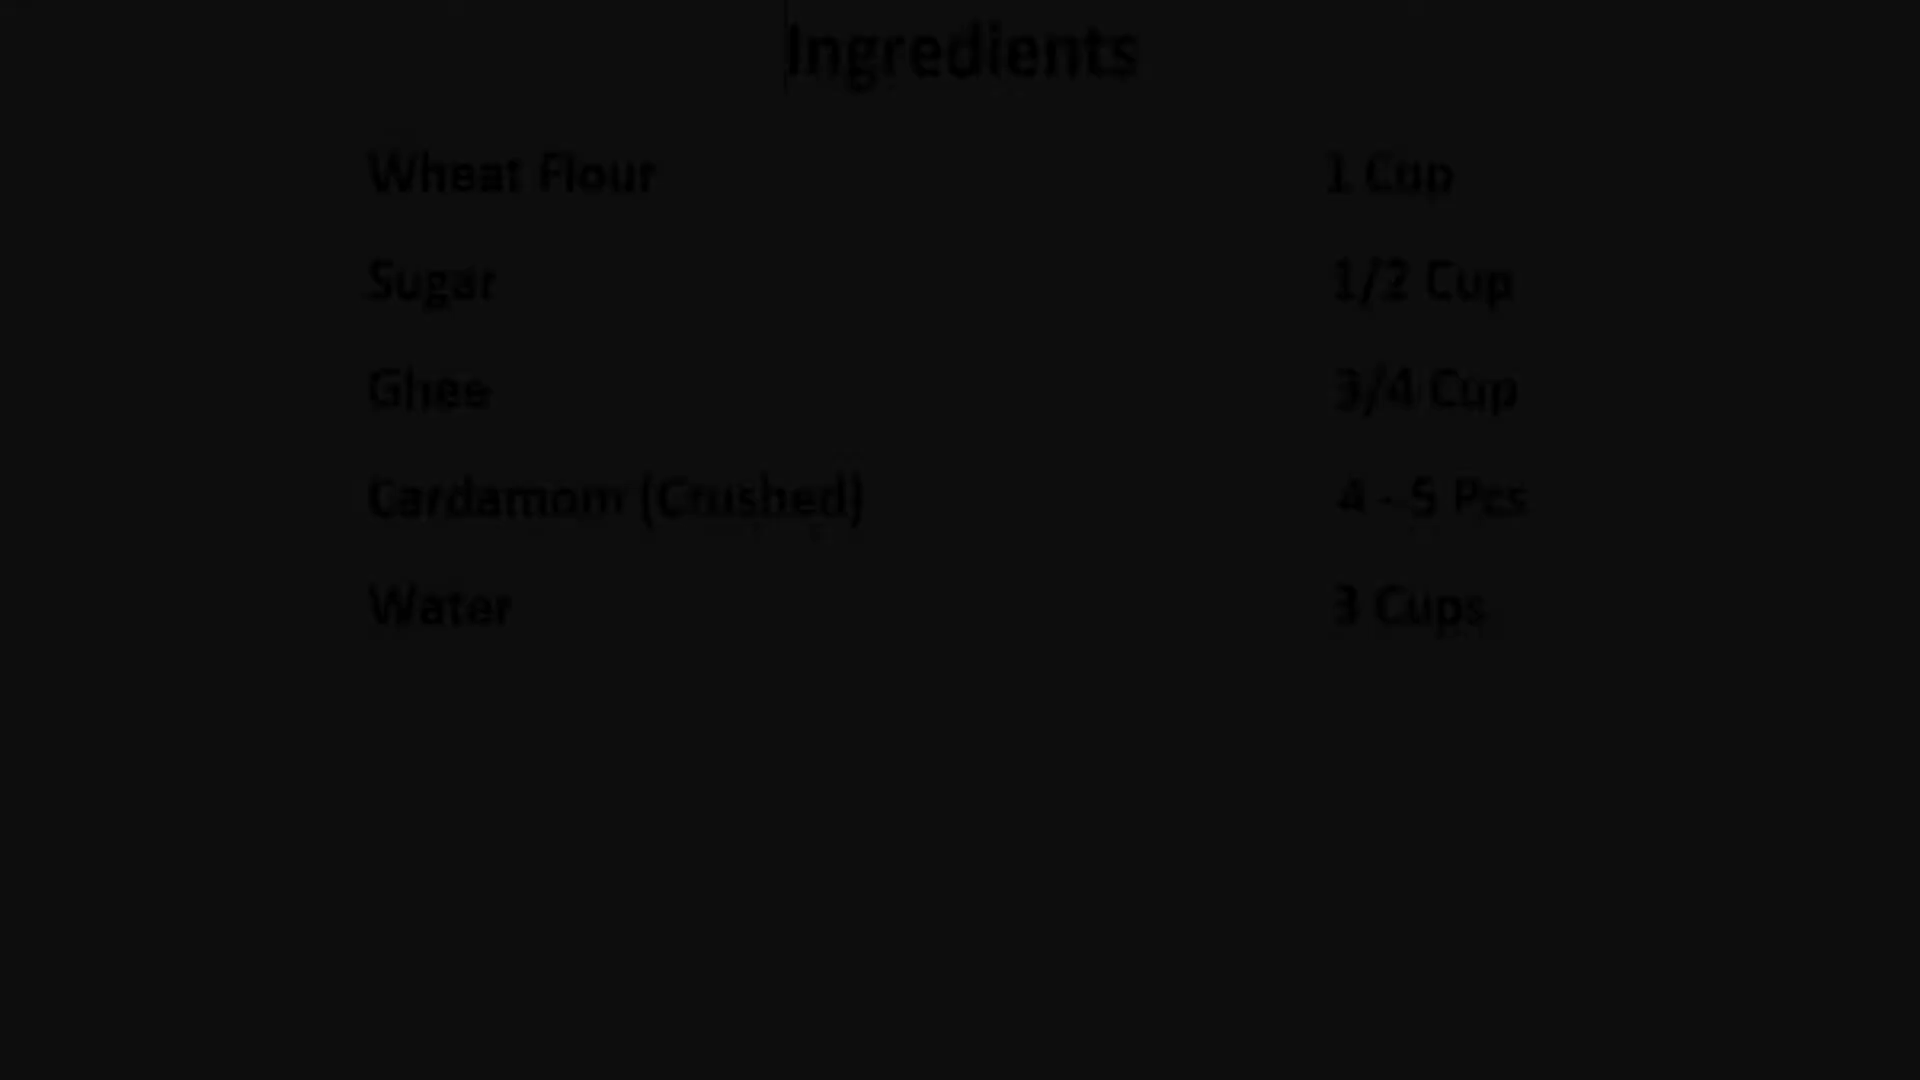 Ingredients
Wheat Flour 1 Cup
Sugar 1/2 Cup
Ghee 3/4 Cup
Cardamom (Crushed) 4 - 5 Pcs
Water 3 Cups